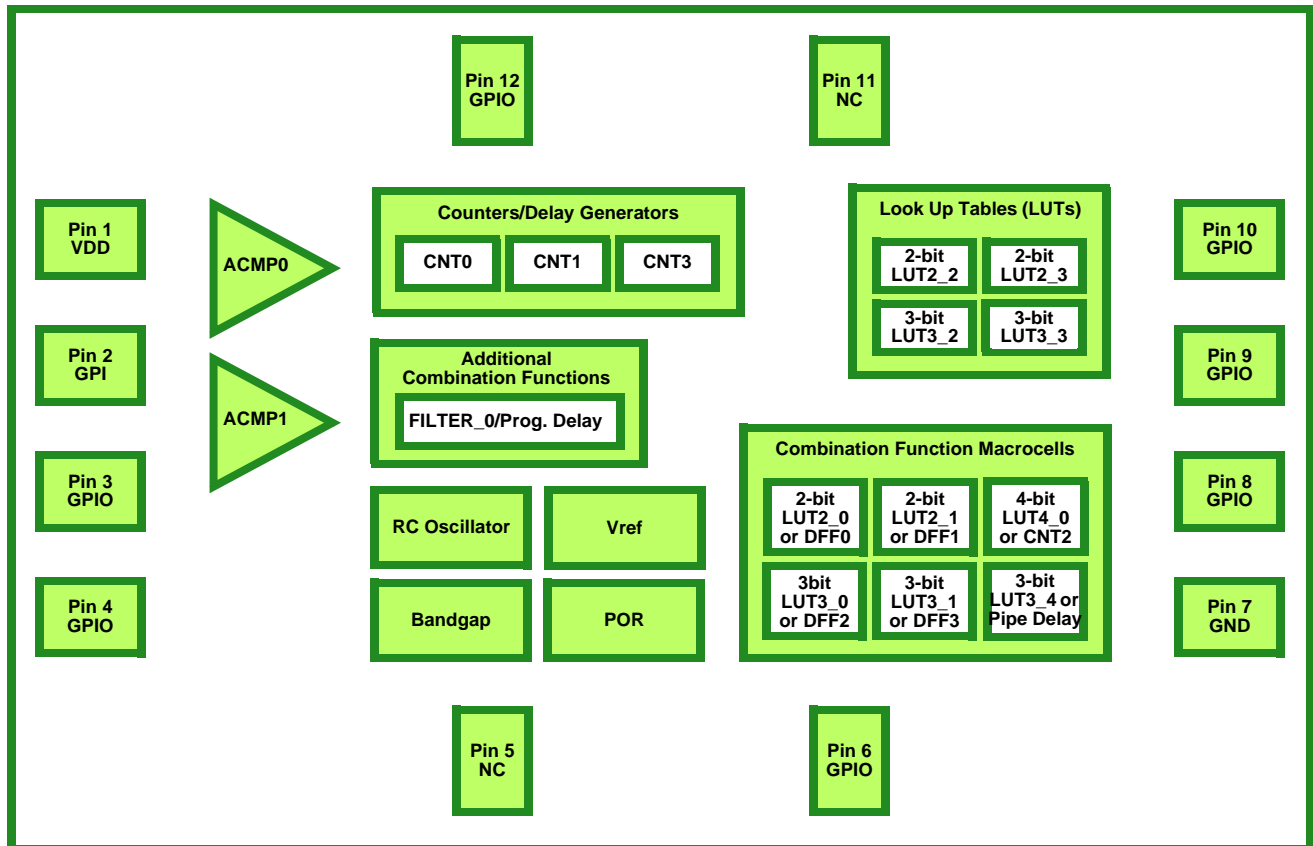 Pin 12
GPIO
Pin 11
NC
Pin 1
VDD
ACMP0
Counters/Delay Generators
CNT0
CNT1
CNT3
Look Up Tables (LUTs)
2-bit
LUT2_2
2-bit
LUT2_3
3-bit
LUT3_2
3-bit
LUT3_3
Pin 10
GPIO
Pin 2
GPI
ACMP1
Additional
Combination Functions
FILTER_0/Prog. Delay
Pin 9
GPIO
Pin 3
GPIO
RC Oscillator
Vref
Combination Function Macrocells
2-bit
LUT2_0
or DFF0
2-bit
LUT2_1
or DFF1
4-bit
LUT4_0
or CNT2
Pin 8
GPIO
Pin 4
GPIO
Bandgap
POR
3bit
LUT3_0
or DFF2
3-bit
LUT3_1
or DFF3
3-bit
LUT3_4 or
Pipe Delay
Pin 7
GND
Pin 5
NC
Pin 6
GPIO